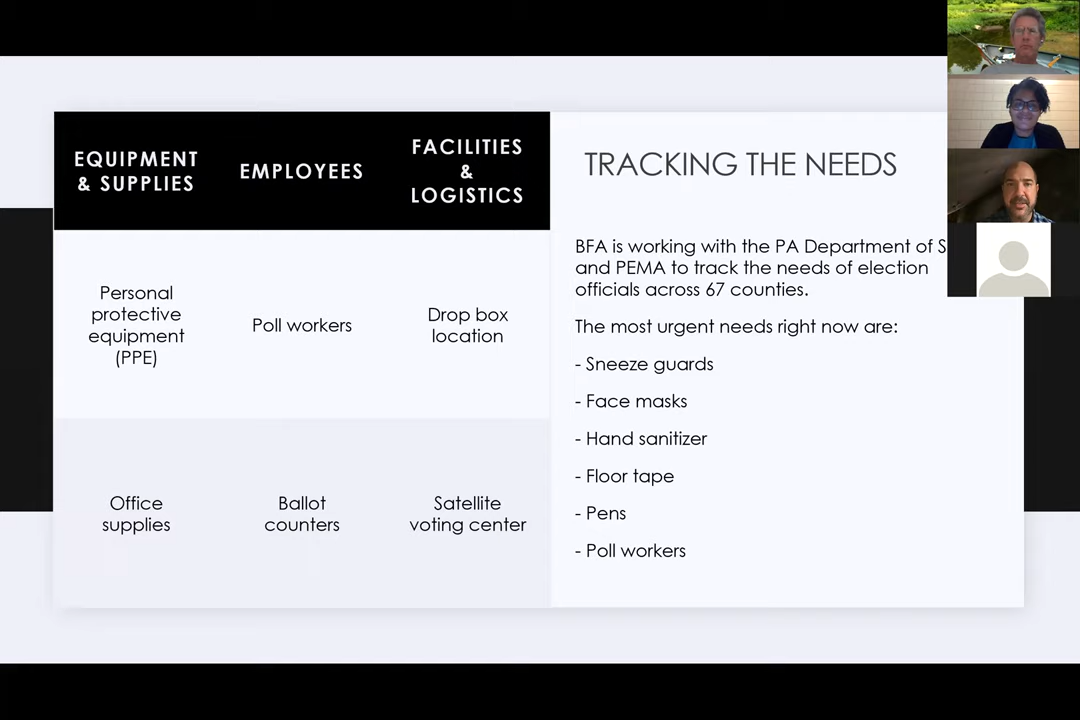 EQUIPMENT
& SUPPLIES
EMPLOYEES
FACILITIES
&
LOGISTICS
Personal
protective
equipment
(PPE)
Poll workers
Drop box
location
Office
supplies
Ballot
counters
Satellite
voting center
TRACKING THE NEEDS
BFA is working with the PA Department of S
and PEMA to track the needs of election
officials across 67 counties.
The most urgent needs right now are:
- Sneeze guards
- Face masks
- Hand sanitizer
- Floor tape
- Pens
- Poll workers